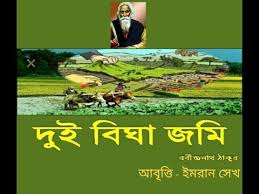 দুই বিঘা জমি
রবীন্দ্রনাথ ঠাকুর
আবৃত্তি - ইমরান সেখ